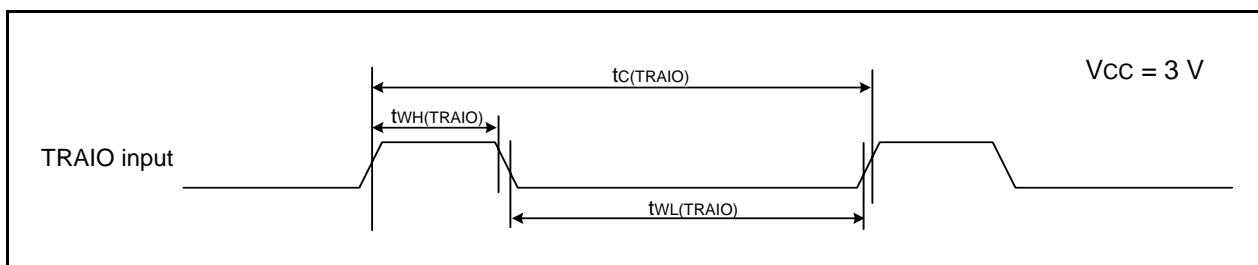 tC(TRAIO)
VCC = 3 V
tWH(TRAIO)
TRAIO input
tWL(TRAIO)